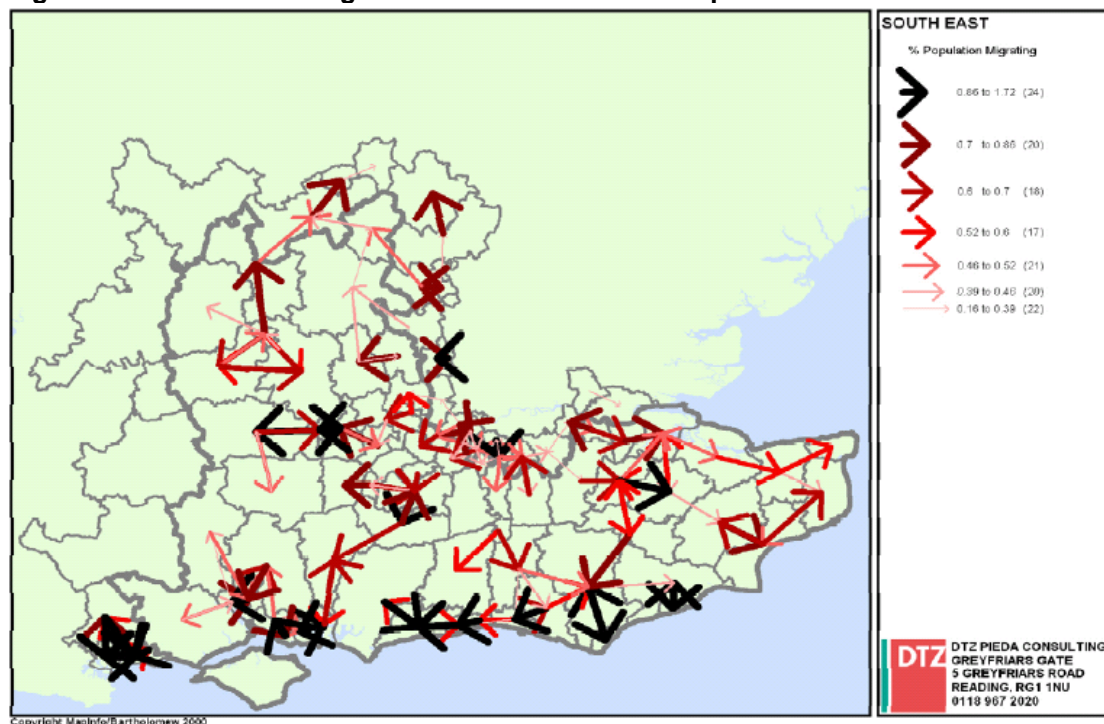 SOUTH EAST
% Population Migrating
0.86 to 1.72 (24)
0.7 to 0.86 (20)
0.6 to 0.7 (18)
0.52 to 0.6 (17)
0.46 to 0.52 (21)
0.39 to 0.46 (20)
0.16 to 0.39 (22)
DTZ
DTZ PIEDA CONSULTING
GREYFRIARS GATE
5 GREYFRIARS ROAD
READING, RG1 1NU
0118 967 2020
Copyright MapInfo/Bartholomew 2000